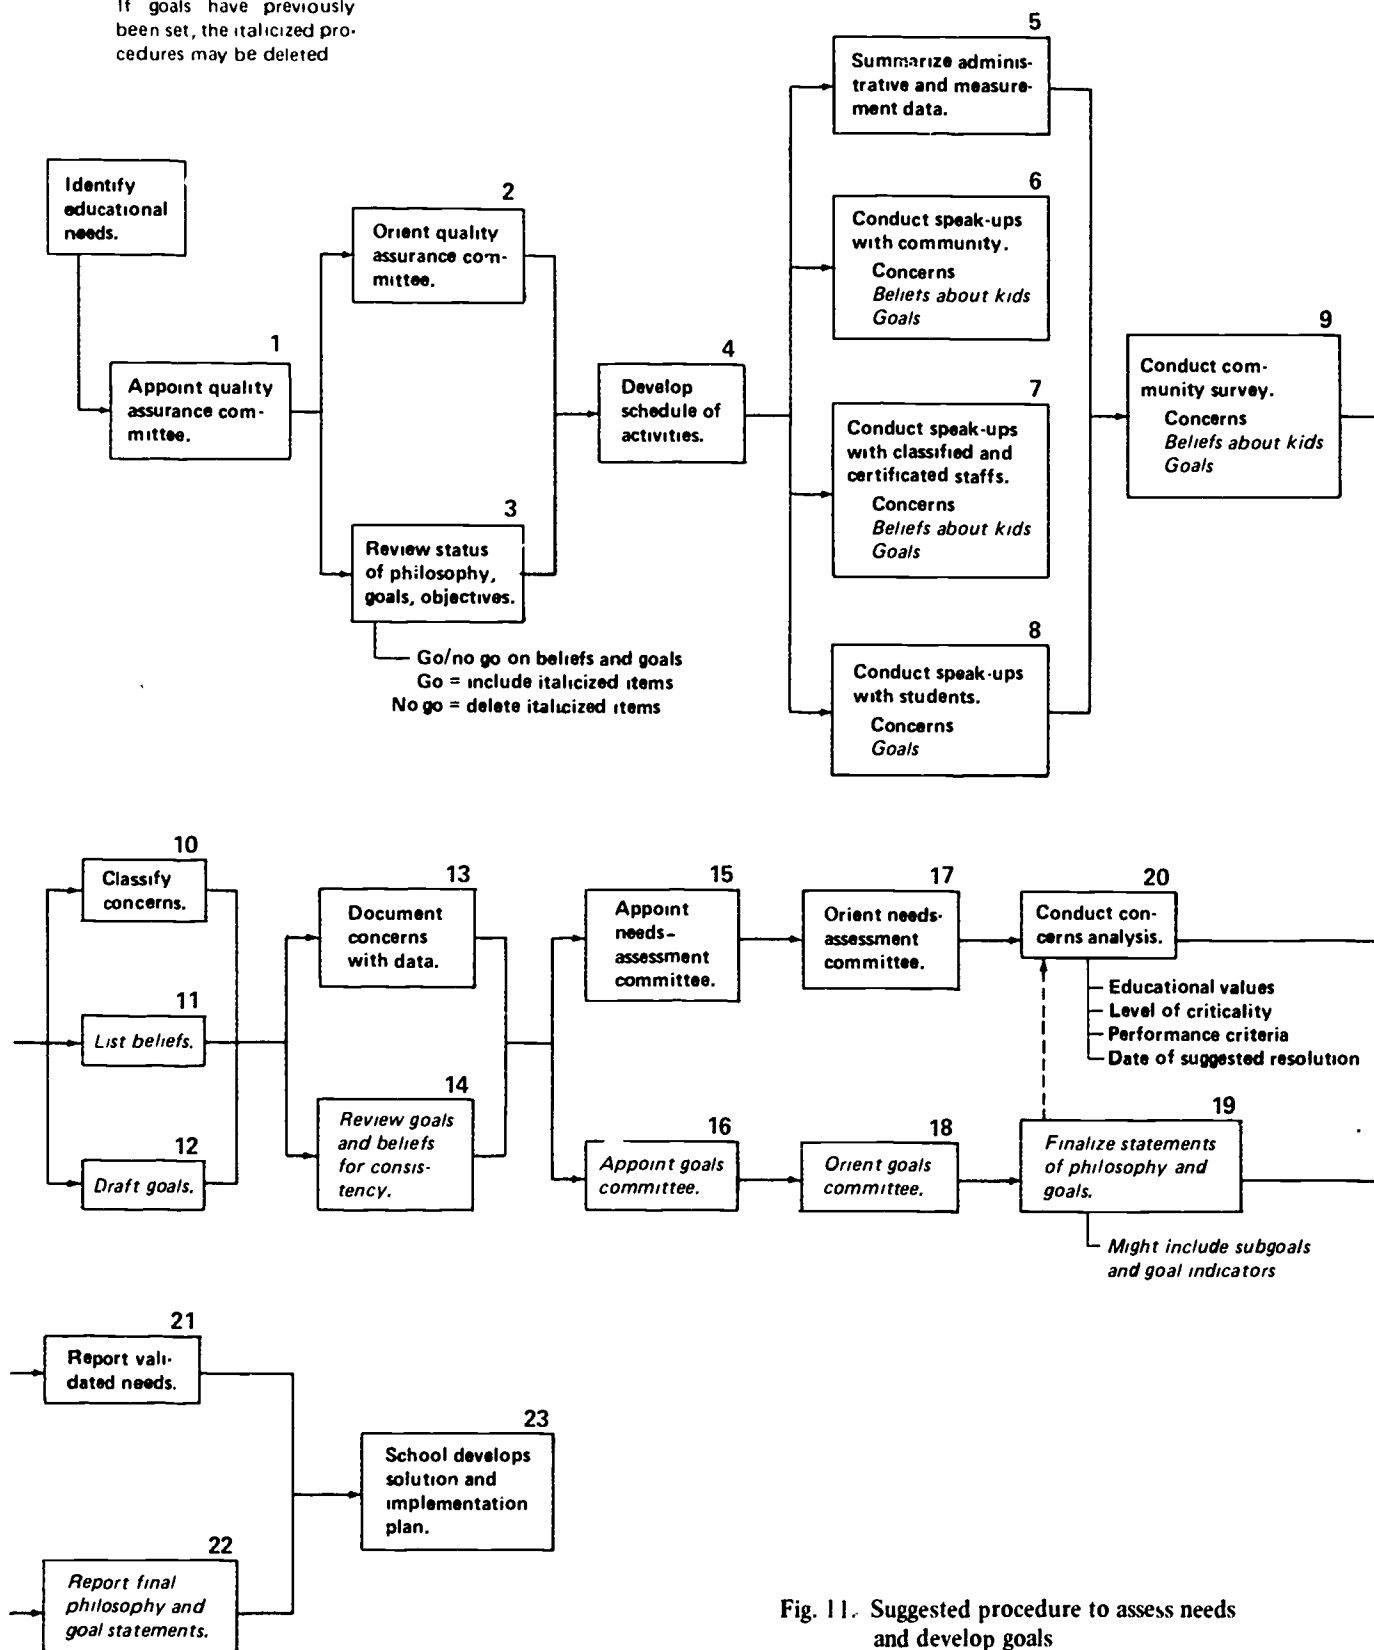 If goals have previously
been set, the italicized pro-
cedures may be deleted
Identify
educational
needs.
1
Appoint quality
assurance com-
mittee.
2
Orient quality
assurance com-
mittee.
3
Review status
of philosophy,
goals, objectives.
Go/no go on beliefs and goals
Go = include italicized items
No go = delete italicized items
4
Develop
schedule of
activities.
5
Summarize adminis-
trative and measure-
ment data.
6
Conduct speak-ups
with community.
Concerns
Beliefs about kids
Goals
7
Conduct speak-ups
with classified and
certificated staffs.
Concerns
Beliefs about kids
Goals
8
Conduct speak-ups
with students.
Concerns
Goals
9
Conduct com-
munity survey.
Concerns
Beliefs about kids
Goals
10
Classify
concerns.
11
List beliefs.
12
Draft goals.
13
Document
concerns
with data.
14
Review goals
and beliefs
for consis-
tency.
15
Appoint
needs-
assessment
committee.
16
Appoint goals
committee.
17
Orient needs-
assessment
committee.
18
Orient goals
committee.
20
Conduct con-
cerns analysis.
Educational values
Level of criticality
Performance criteria
Date of suggested resolution
19
Finalize statements
of philosophy and
goals.
Might include subgoals
and goal indicators
21
Report vali-
dated needs.
22
Report final
philosophy and
goal statements.
23
School develops
solution and
implementation
plan.
Fig. 11. Suggested procedure to assess needs
and develop goals